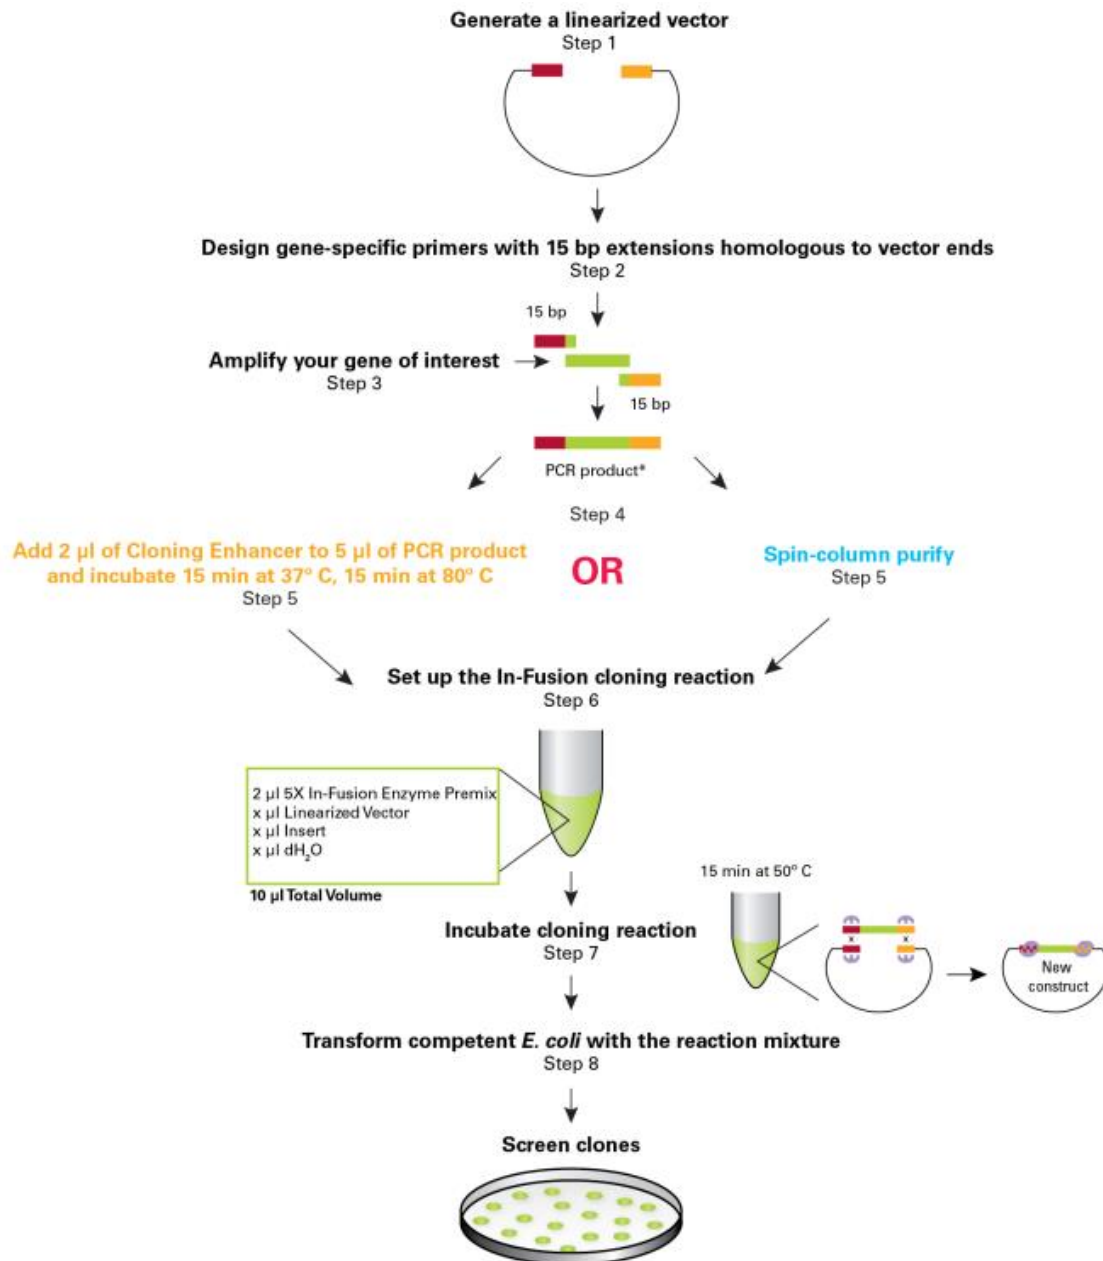 Generate a linearized vector
Step 1
Design gene-specific primers with 15 bp extensions homologous to vector ends
Step 2
15 bp
Amplify your gene of interest
Step 3
15 bp
PCR product*
Step 4
Add 2 µl of Cloning Enhancer to 5 µl of PCR product
and incubate 15 min at 37º C, 15 min at 80º C
Step 5
OR
Spin-column purify
Step 5
Set up the In-Fusion cloning reaction
Step 6
2 µl 5X In-Fusion Enzyme Premix
x µl Linearized Vector
x µl Insert
x µl dH₂O
10 µl Total Volume
15 min at 50º C
Incubate cloning reaction
Step 7
x x
New
construct
Transform competent E. coli with the reaction mixture
Step 8
Screen clones